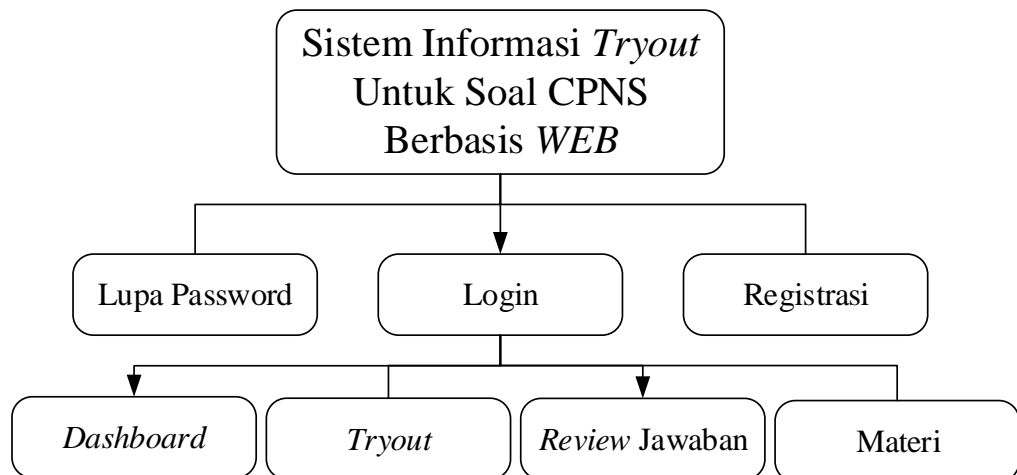 Sistem Informasi Tryout
Untuk Soal CPNS
Berbasis WEB
Lupa Password
Login
Registrasi
Dashboard
Tryout
Review Jawaban
Materi